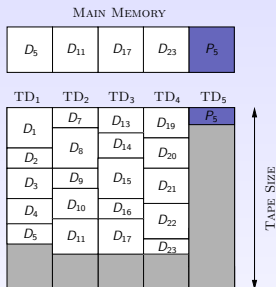 MAIN MEMORY
D5 D11 D17 D23 P5
TD1 TD2 TD3 TD4 TD5
D1 D7 D13 D19 P5
D2 D8 D14 D20
D3 D9 D15 D21
D4 D10 D16 D22
D5 D11 D17 D23
TAPE SIZE